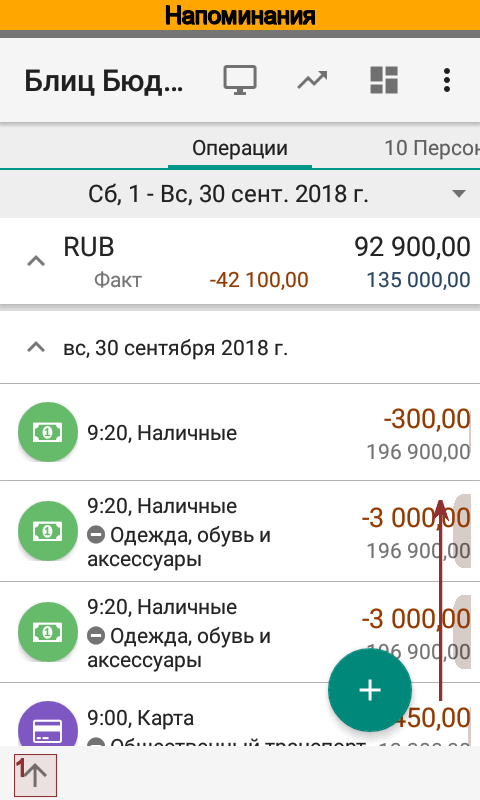 Напоминания
Блиц Бюд...
Операции
10 Персон
Сб, 1 - Вс, 30 сент. 2018 г.
RUB 92 900,00
Факт -42 100,00 135 000,00
вс, 30 сентября 2018 г.
9:20, Наличные -300,00
196 900,00
9:20, Наличные -3 000,00
Одежда, обувь и аксессуары 196 900,00
9:20, Наличные -3 000,00
Одежда, обувь и аксессуары 196 900,00
9:00, Карта 450,00
Общественный транспорт
1